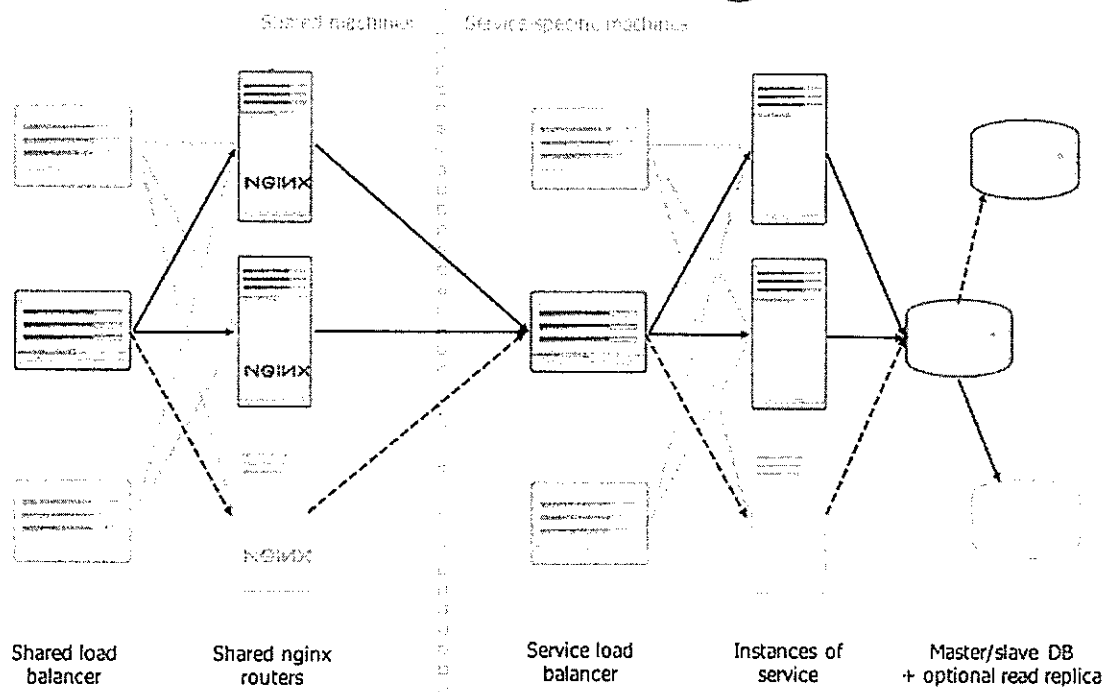 Shared machines
Service-specific machines
NGINX
NGINX
NGINX
Shared load
balancer
Shared nginx
routers
Service load
balancer
Instances of
service
Master/slave DB
+ optional read replica